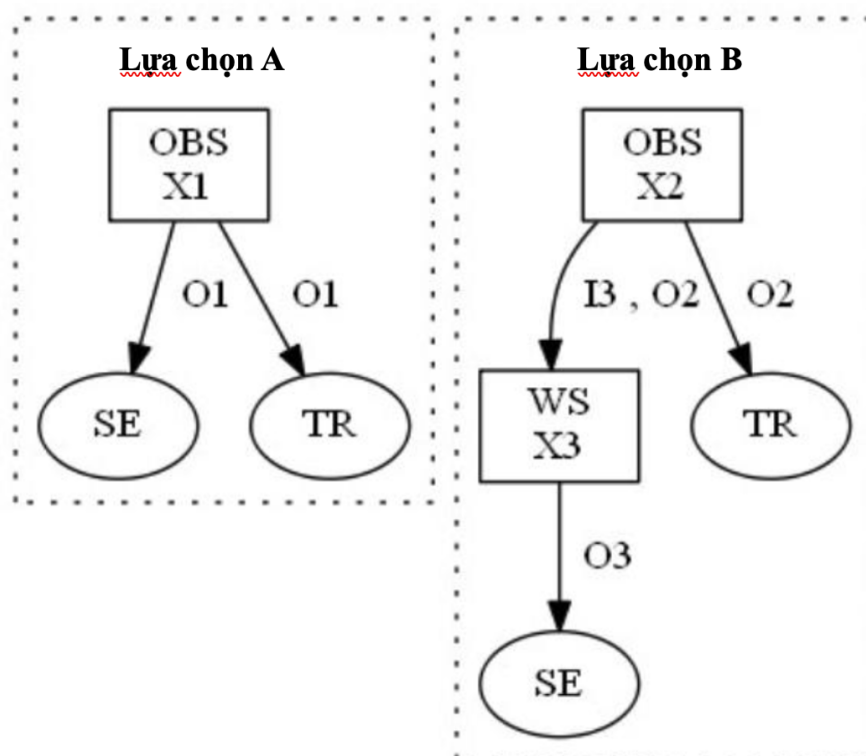 Lựa chọn A
OBS
X1
O1
O1
SE
TR
Lựa chọn B
OBS
X2
I3 , O2
O2
WS
X3
TR
O3
SE